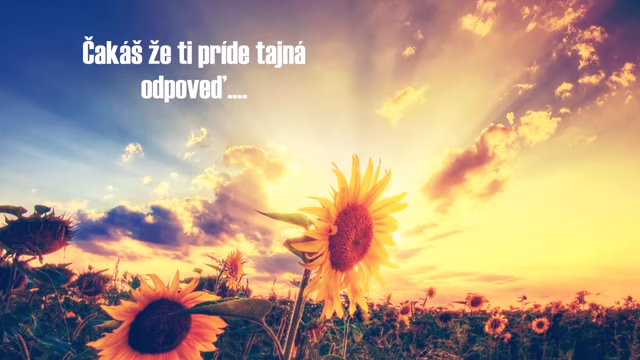 Čakáš že ti príde tajná
odpoveď ....